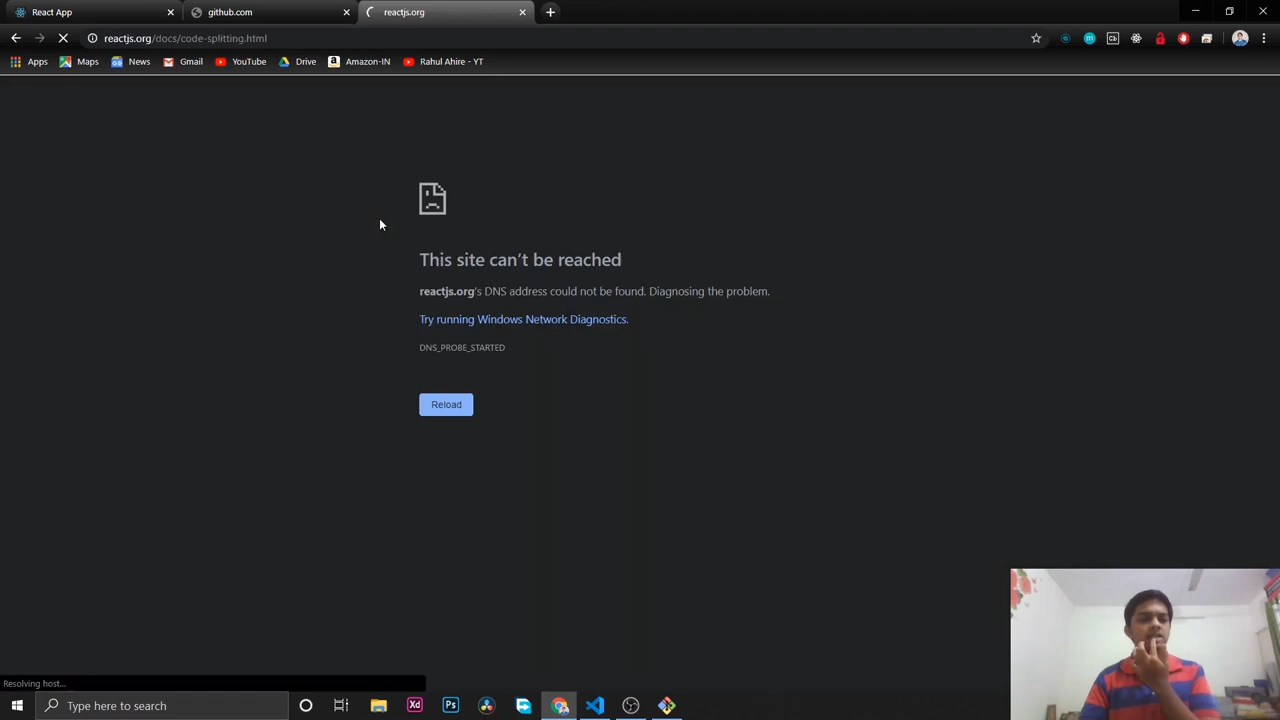 React App
github.com
reactjs.org
reactjs.org/docs/code-splitting.html
Apps Maps News Gmail YouTube Drive Amazon-IN Rahul Ahire - YT
This site can't be reached
reactjs.org's DNS address could not be found. Diagnosing the problem.
Try running Windows Network Diagnostics.
DNS_PROBE_STARTED
Reload
Resolving host...
Type here to search
Xd
Ps